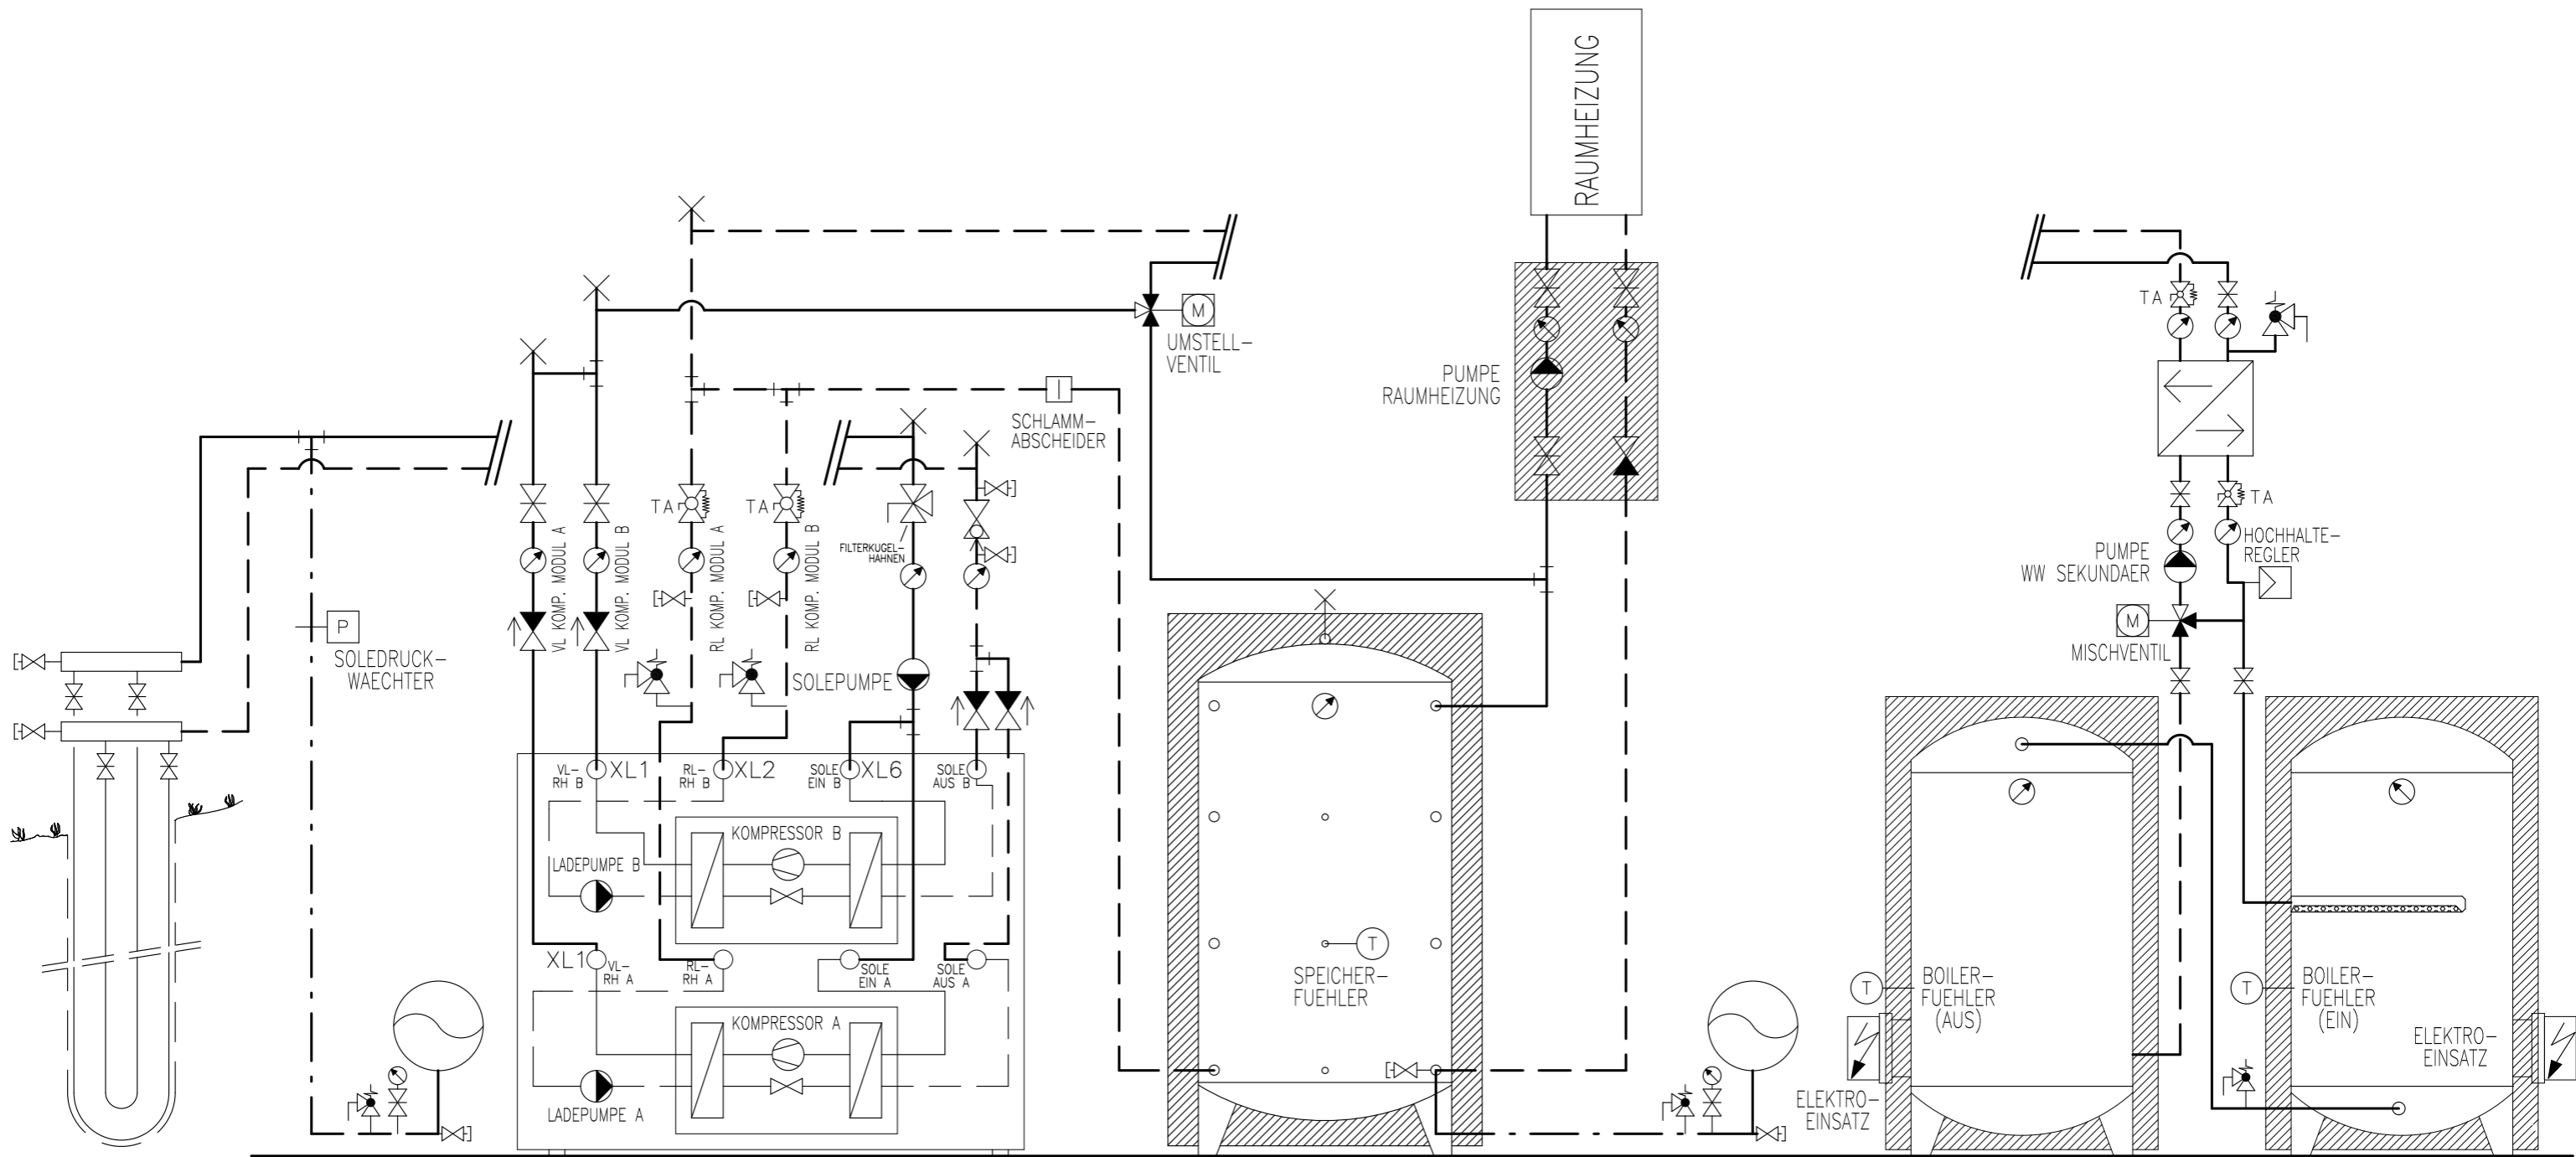 RAUMHEIZUNG
TA
M
UMSTELL-
VENTIL
PUMPE
RAUMHEIZUNG
SCHLAMM-
ABSCHEIDER
TA
TA
VL KOMP. MODUL A
VL KOMP. MODUL B
RL KOMP. MODUL A
RL KOMP. MODUL B
FILTERKUGEL-
HAHNEN
TA
HOCHHALTE-
REGLER
PUMPE
WW SEKUNDAER
M
MISCHVENTIL
P
SOLEDRUCK-
WAECHTER
SOLEPUMPE
VL-
RH B
XL1
RL-
RH B
XL2
SOLE
EIN B
XL6
SOLE
AUS B
KOMPRESSOR B
LADEPUMPE B
XL1
VL-
RH A
RL-
RH A
SOLE
EIN A
SOLE
AUS A
KOMPRESSOR A
LADEPUMPE A
T
SPEICHER-
FUEHLER
T
BOILER-
FUEHLER
(AUS)
T
BOILER-
FUEHLER
(EIN)
ELEKTRO-
EINSATZ
ELEKTRO-
EINSATZ